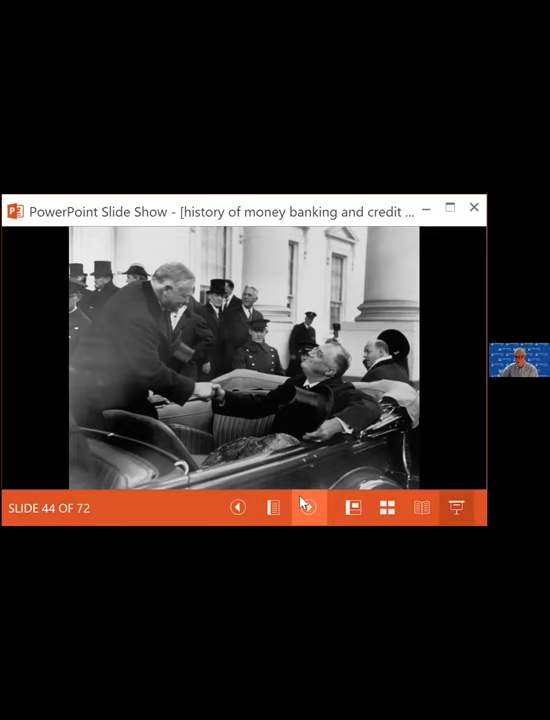 PowerPoint Slide Show - [history of money banking and credit ...
SLIDE 44 OF 72